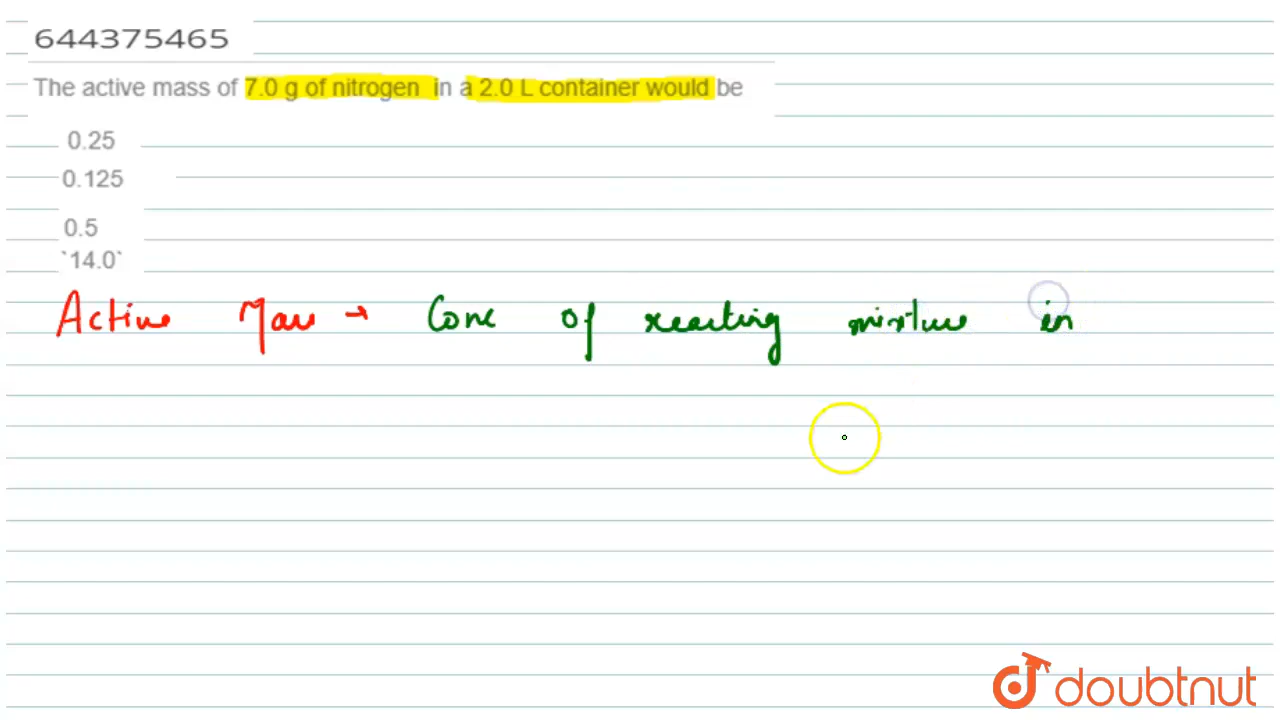 644375465
The active mass of 7.0 g of nitrogen in a 2.0 L container would be
0.25
0.125
0.5
`14.0`
Active Mass → Conc of reacting mixture in
doubtnut